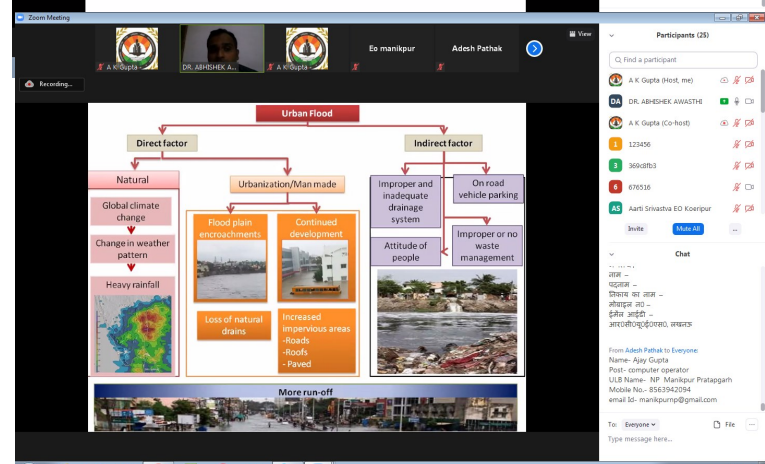 Zoom Meeting
View
A K Gupta -
DR. ABHISHEK A...
A K Gupta -
Eo manikpur
Adesh Pathak
Recording...
Urban Flood
Direct factor
Indirect factor
Natural
Urbanization/Man made
Improper and
inadequate
drainage
system
On road
vehicle parking
Global climate
change
Flood plain
encroachments
Continued
development
Change in weather
pattern
Attitude of
people
Improper or no
waste
management
Heavy rainfall
Loss of natural
drains
Increased
impervious areas
-Roads
-Roofs
- Paved
More run-off
Participants (25)
Find a participant
A K Gupta (Host, me)
DA DR. ABHISHEK AWASTHI
A K Gupta (Co-host)
1 123456
3 369c8fb3
6 676516
AS Aarti Srivastva EO Koeripur
Invite
Mute All
...
Chat
नाम –
पदनाम –
निकाय का नाम –
मोबाइल न0 –
ईमेल आईडी –
आर0सी0यू0ई0एस0, लखनऊ
From Adesh Pathak to Everyone:
Name- Ajay Gupta
Post- computer operator
ULB Name- NP Manikpur Pratapgarh
Mobile No.- 8563942094
email Id- manikpurnp@gmail.com
To: Everyone
File
...
Type message here...